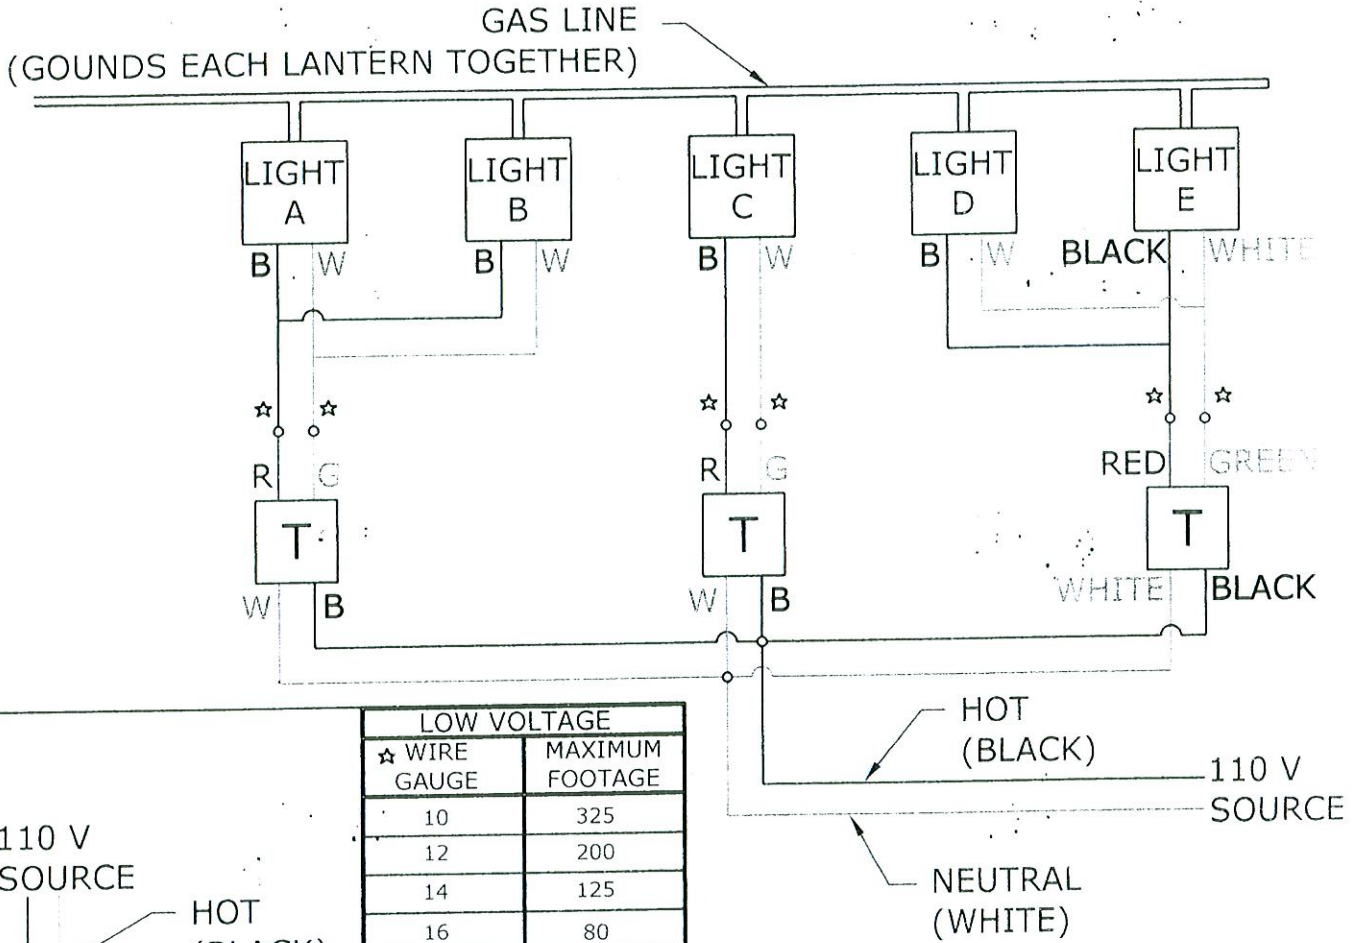 GAS LINE
(GOUNDS EACH LANTERN TOGETHER)
LIGHT
A
LIGHT
B
LIGHT
C
LIGHT
D
LIGHT
E
B W
B W
B W
B W
BLACK WHITE
☆ ☆
☆ ☆
☆ ☆
R G
R G
RED GREEN
T
T
T
W B
W B
WHITE BLACK
HOT
(BLACK)
110 V
SOURCE
NEUTRAL
(WHITE)
LOW VOLTAGE
☆ WIRE GAUGE MAXIMUM FOOTAGE
10 325
12 200
14 125
16 80
110 V
SOURCE
HOT
(BLACK)